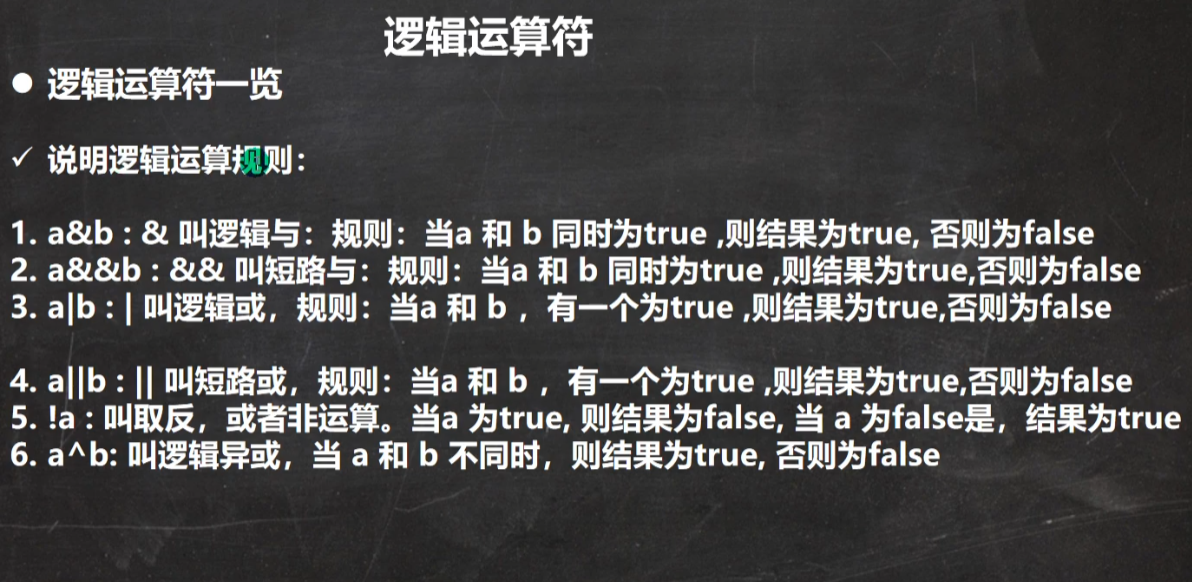 逻辑运算符
● 逻辑运算符一览
✓ 说明逻辑运算规则：
1. a&b : & 叫逻辑与：规则：当a 和 b 同时为true ,则结果为true, 否则为false
2. a&&b : && 叫短路与：规则：当a 和 b 同时为true ,则结果为true,否则为false
3. a|b : | 叫逻辑或，规则：当a 和 b ，有一个为true ,则结果为true,否则为false
4. a||b : || 叫短路或，规则：当a 和 b ，有一个为true ,则结果为true,否则为false
5. !a : 叫取反，或者非运算。当a 为true, 则结果为false, 当 a 为false是，结果为true
6. a^b: 叫逻辑异或，当 a 和 b 不同时，则结果为true, 否则为false